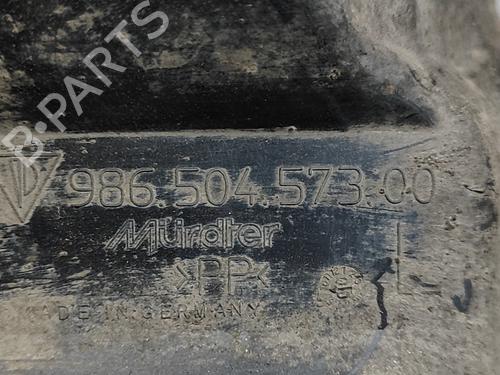 B-PARTS
986.504.573.00
Mürdter
>PP<
L
MADE IN GERMANY